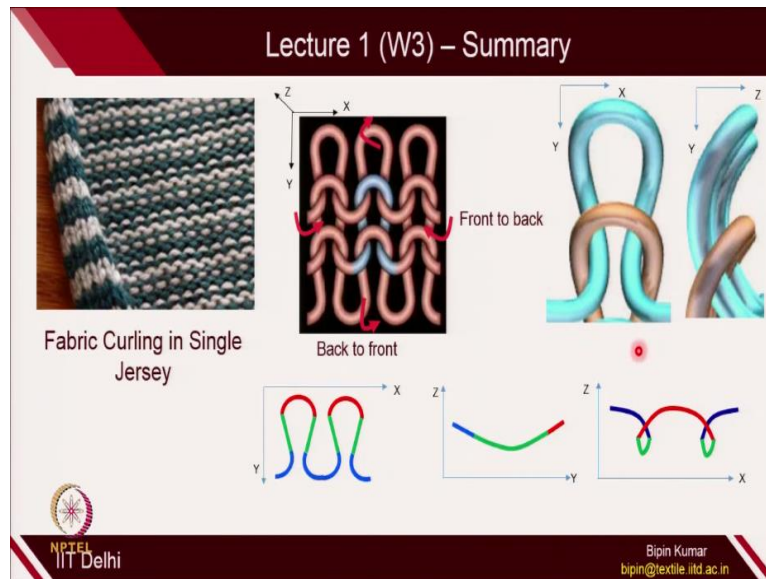 Lecture 1 (W3) – Summary
Z
X
Y
Front to back
Back to front
X
Y
Z
Y
Fabric Curling in Single
Jersey
X
Y
Z
Y
Z
X
NPTEL
IIT Delhi
Bipin Kumar
bipin@textile.iitd.ac.in